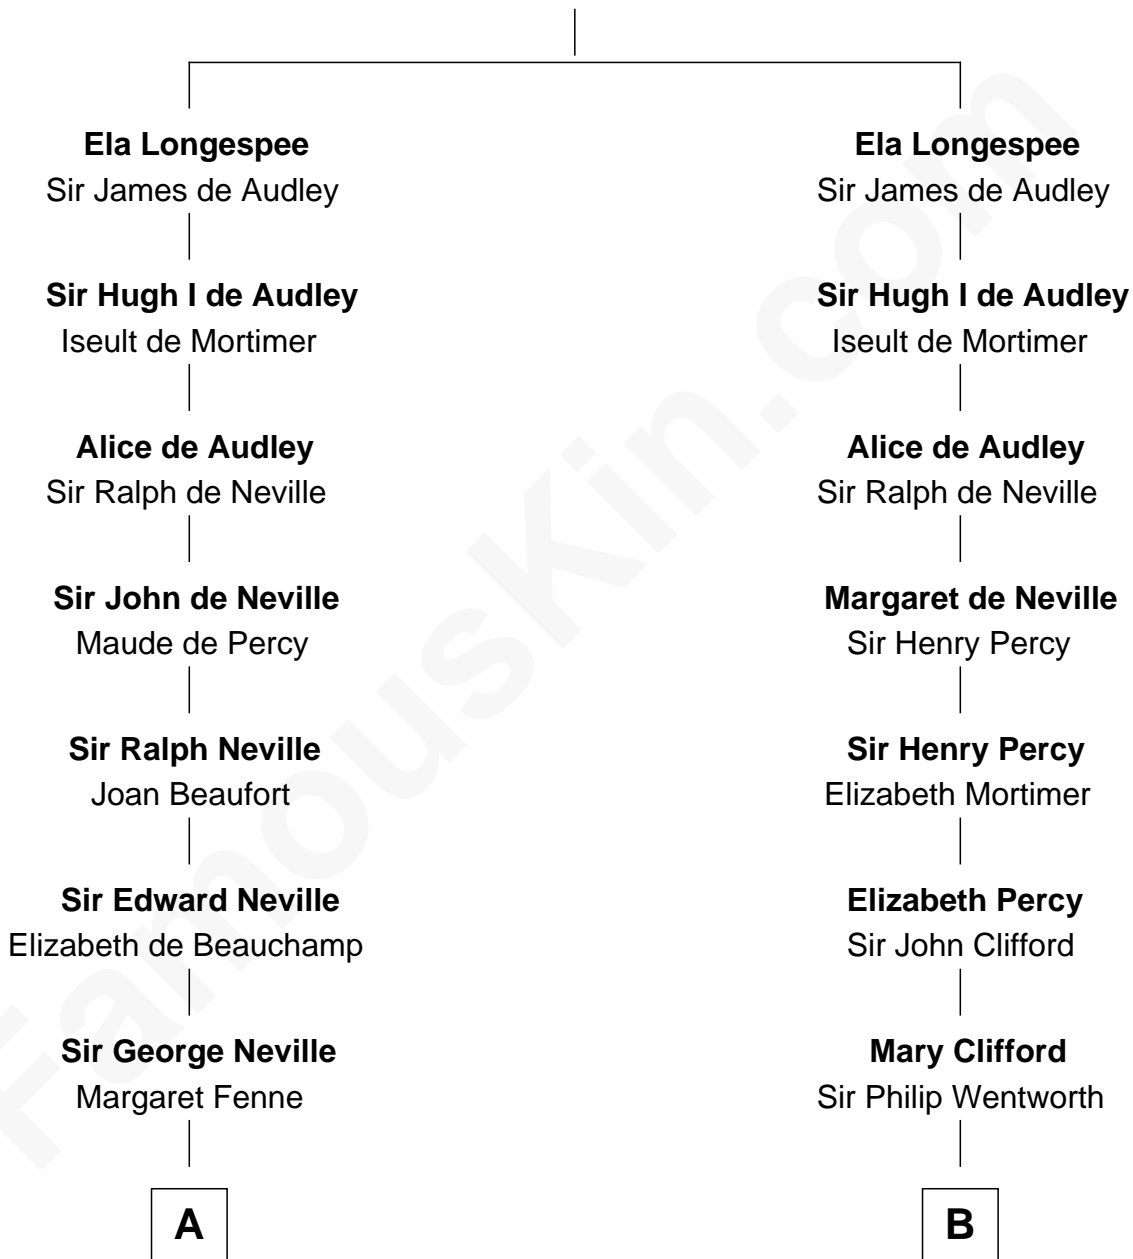 Ela Longespee
Sir James de Audley
Sir Hugh I de Audley
Iseult de Mortimer
Alice de Audley
Sir Ralph de Neville
Sir John de Neville
Maude de Percy
Sir Ralph Neville
Joan Beaufort
Sir Edward Neville
Elizabeth de Beauchamp
Sir George Neville
Margaret Fenne
A
Ela Longespee
Sir James de Audley
Sir Hugh I de Audley
Iseult de Mortimer
Alice de Audley
Sir Ralph de Neville
Margaret de Neville
Sir Henry Percy
Sir Henry Percy
Elizabeth Mortimer
Elizabeth Percy
Sir John Clifford
Mary Clifford
Sir Philip Wentworth
B
FamousKin.com